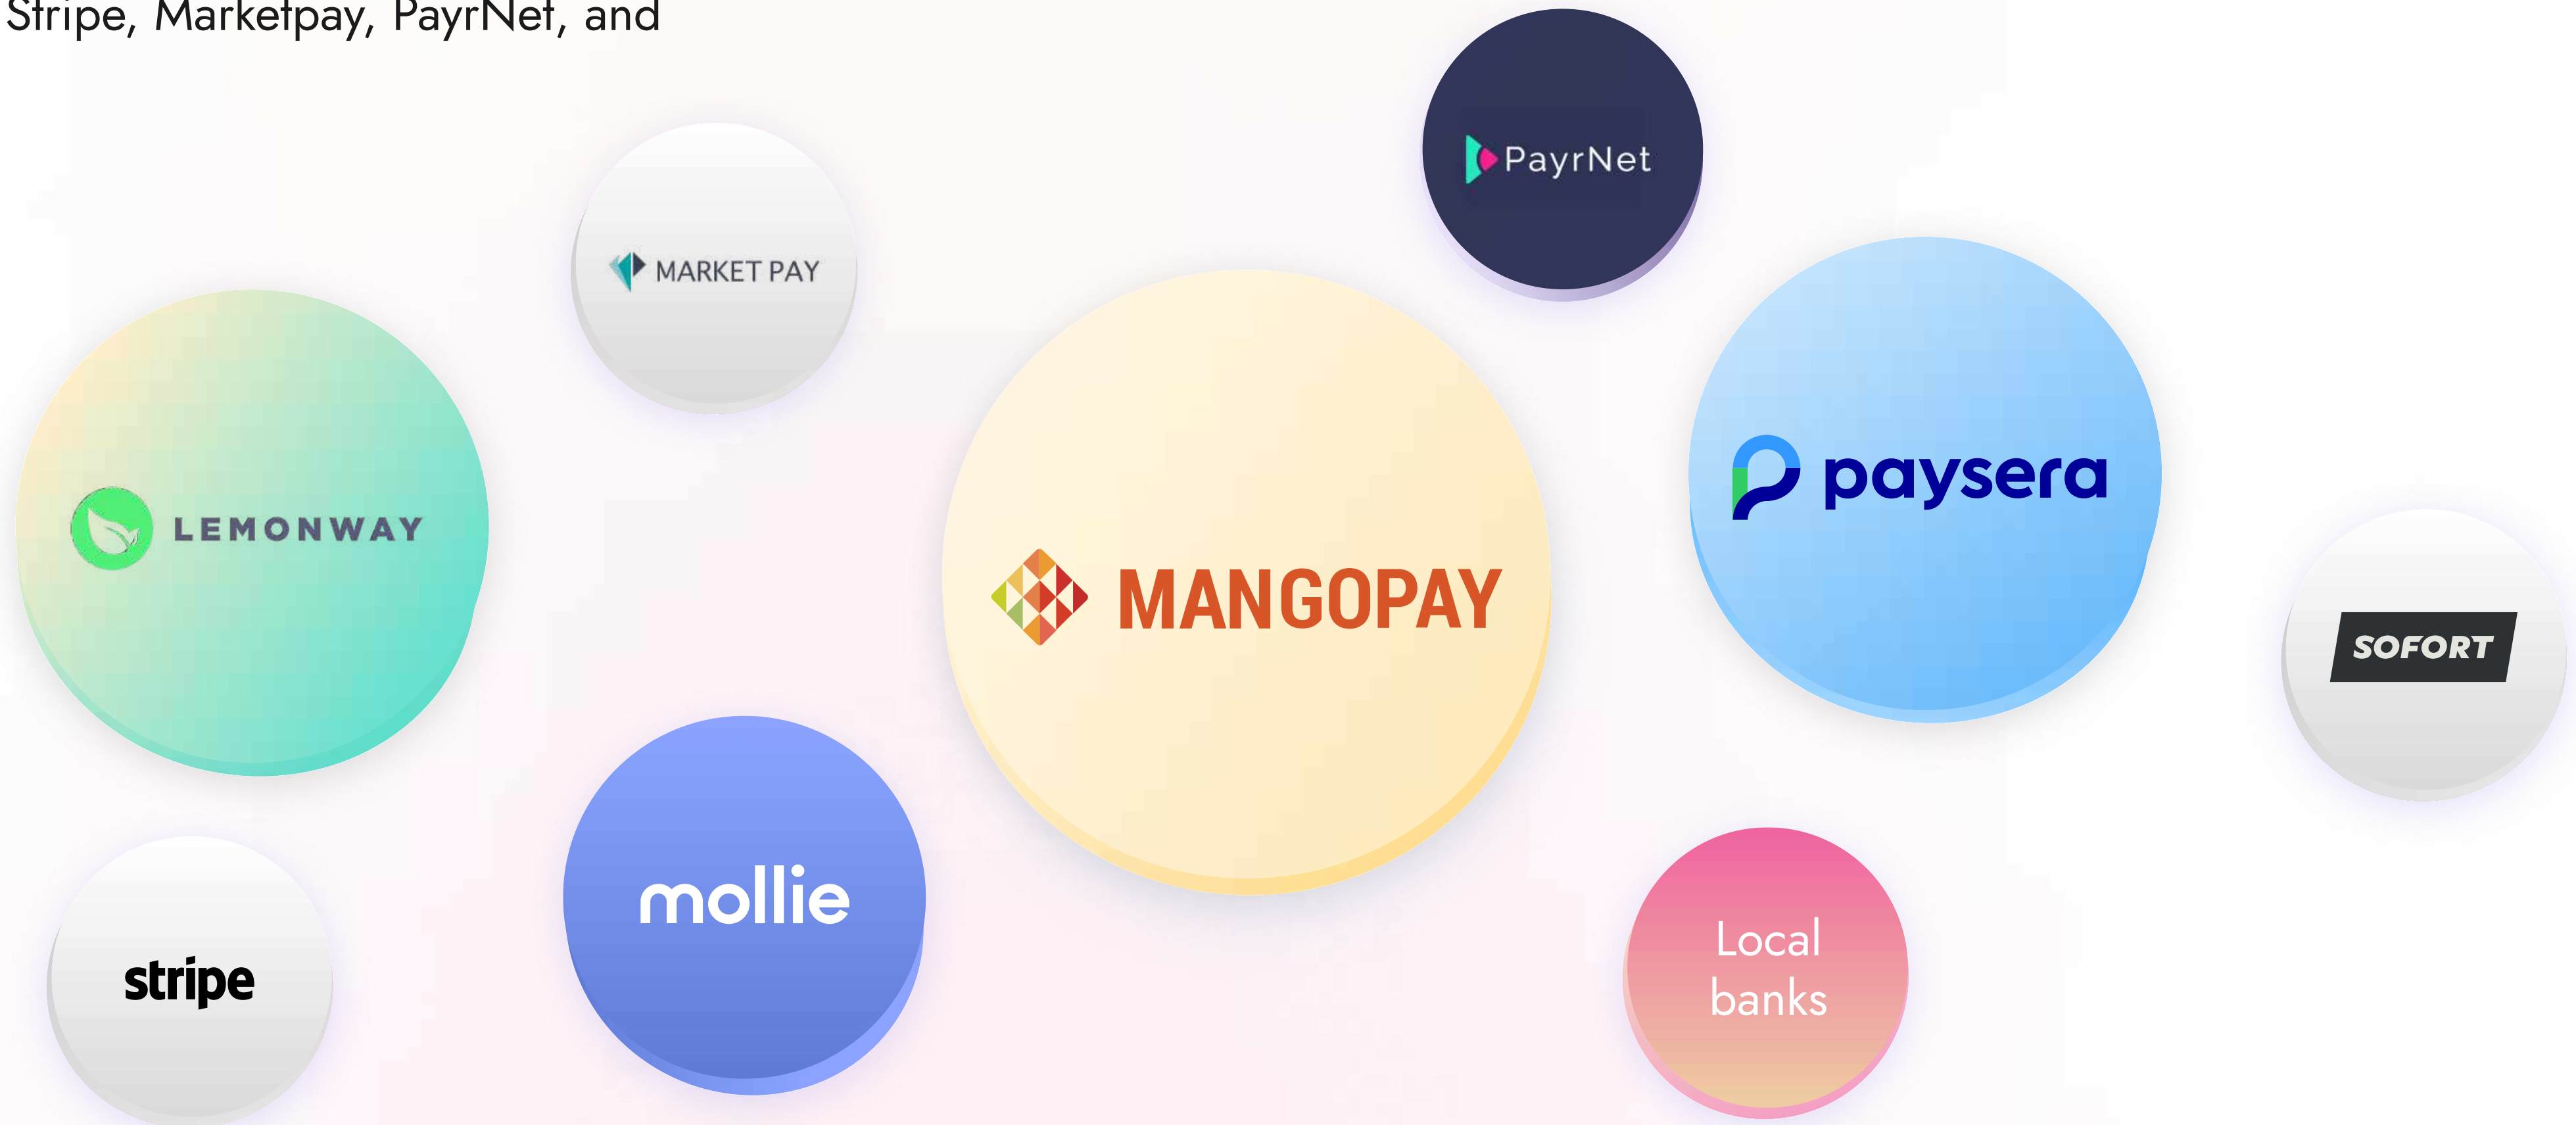 Stripe, Marketpay, PayrNet, and
PayrNet
MARKET PAY
paysera
LEMONWAY
MANGOPAY
SOFORT
mollie
stripe
Local
banks